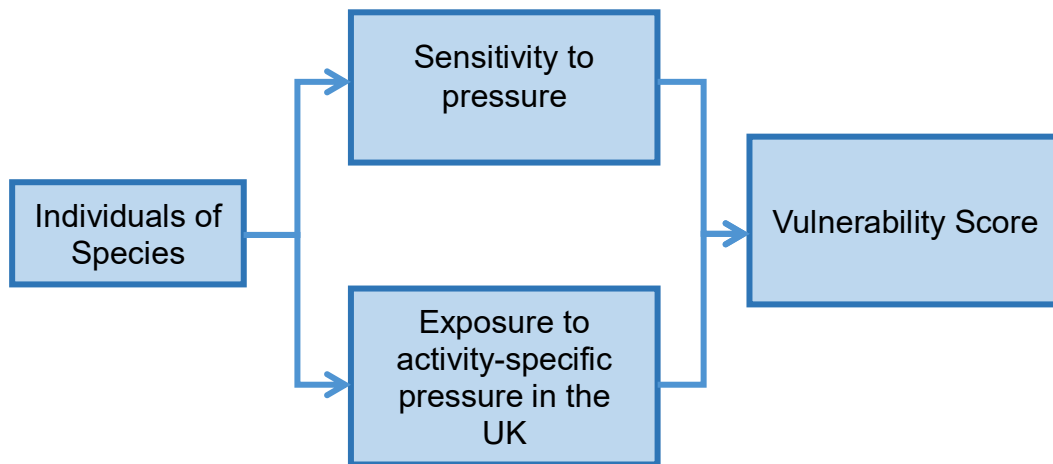 Sensitivity to
pressure
Individuals of
Species
Vulnerability Score
Exposure to
activity-specific
pressure in the
UK